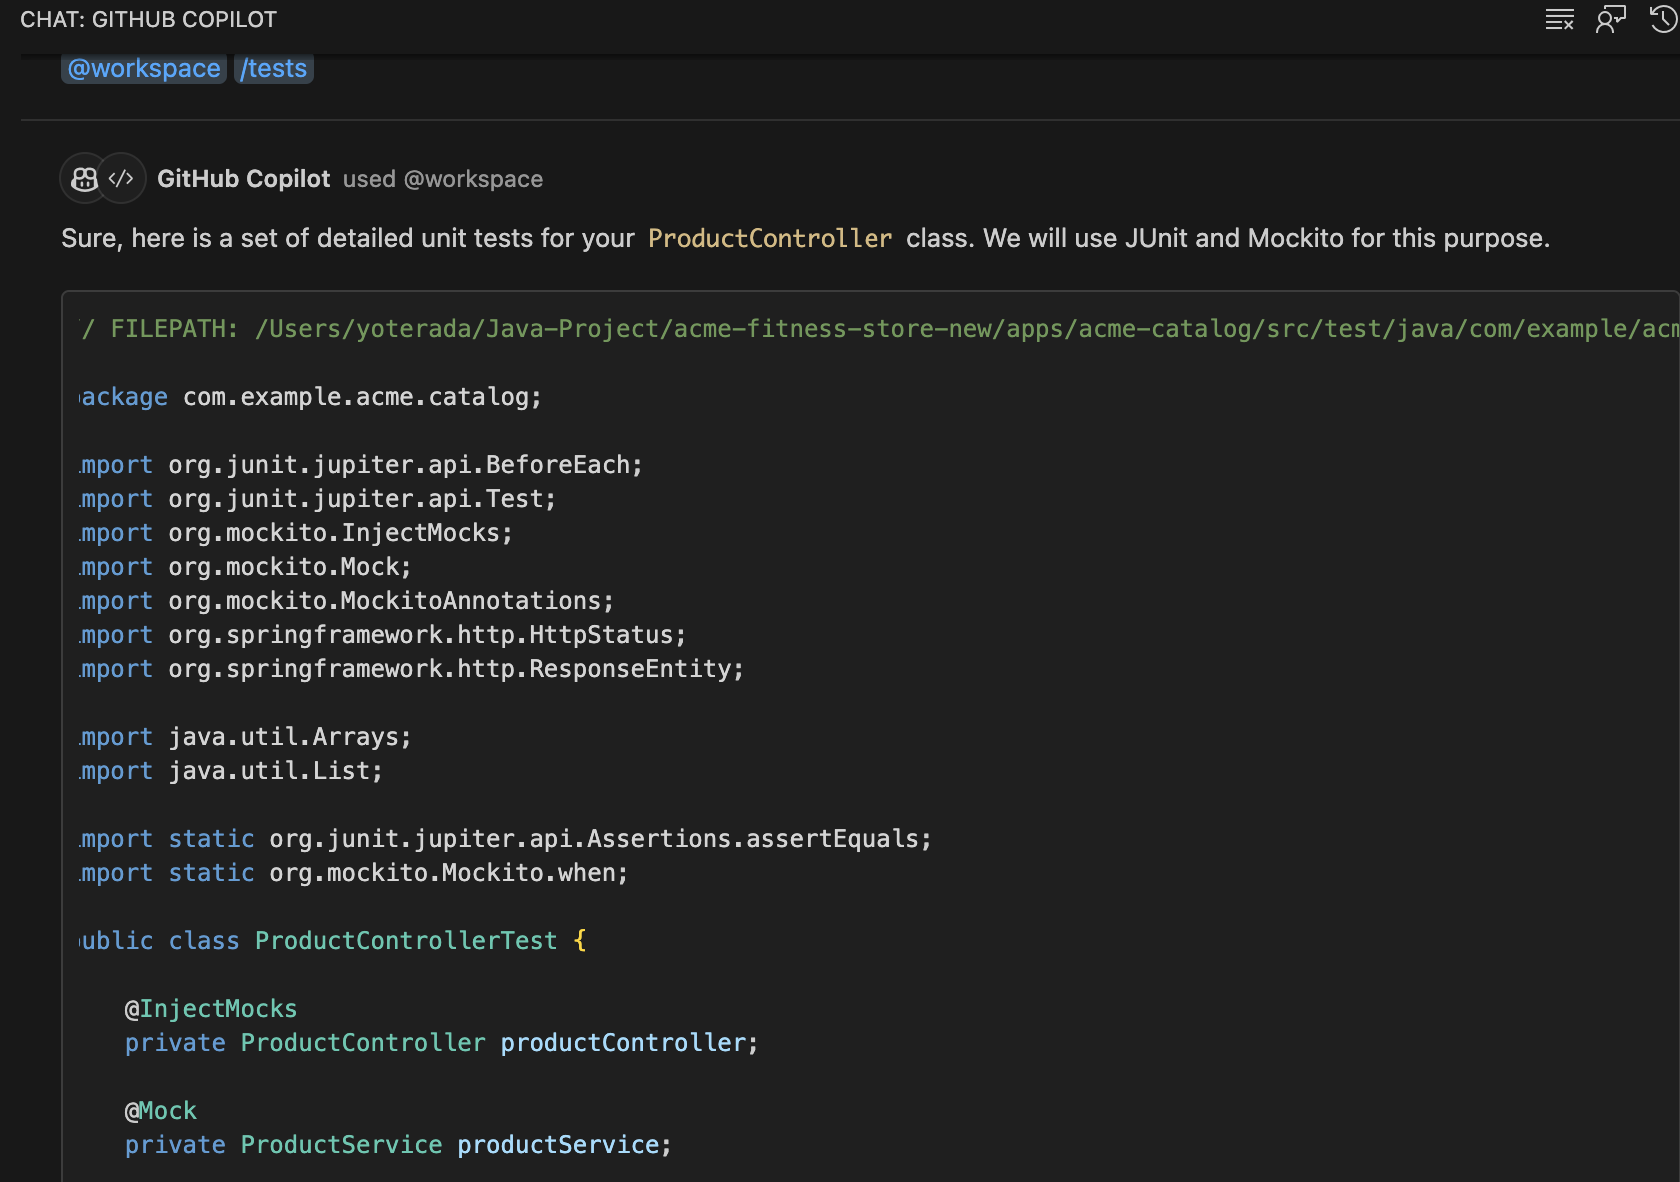 CHAT: GITHUB COPILOT
@workspace /tests
GitHub Copilot used @workspace
Sure, here is a set of detailed unit tests for your ProductController class. We will use JUnit and Mockito for this purpose.
/ FILEPATH: /Users/yoterada/Java-Project/acme-fitness-store-new/apps/acme-catalog/src/test/java/com/example/acm
ackage com.example.acme.catalog;
mport org.junit.jupiter.api.BeforeEach;
mport org.junit.jupiter.api.Test;
mport org.mockito.InjectMocks;
mport org.mockito.Mock;
mport org.mockito.MockitoAnnotations;
mport org.springframework.http.HttpStatus;
mport org.springframework.http.ResponseEntity;
mport java.util.Arrays;
mport java.util.List;
mport static org.junit.jupiter.api.Assertions.assertEquals;
mport static org.mockito.Mockito.when;
ublic class ProductControllerTest {
@InjectMocks
private ProductController productController;
@Mock
private ProductService productService;